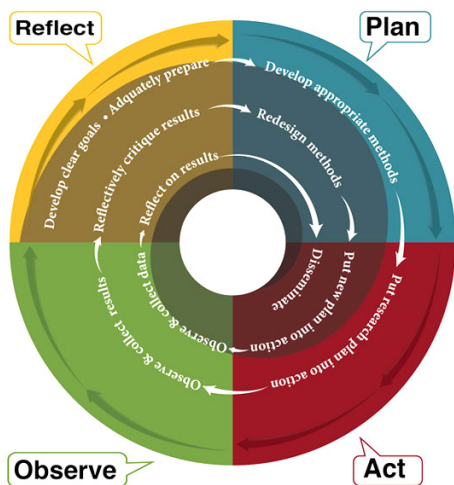 Reflect
Plan
Develop clear goals • Adquately prepare
Develop appropriate methods
Put research plan into action
Observe & collect results
Reflectively critique results
Redesign methods
Put new plan into action
Observe & collect data
Reflect on results
Disseminate
Observe
Act